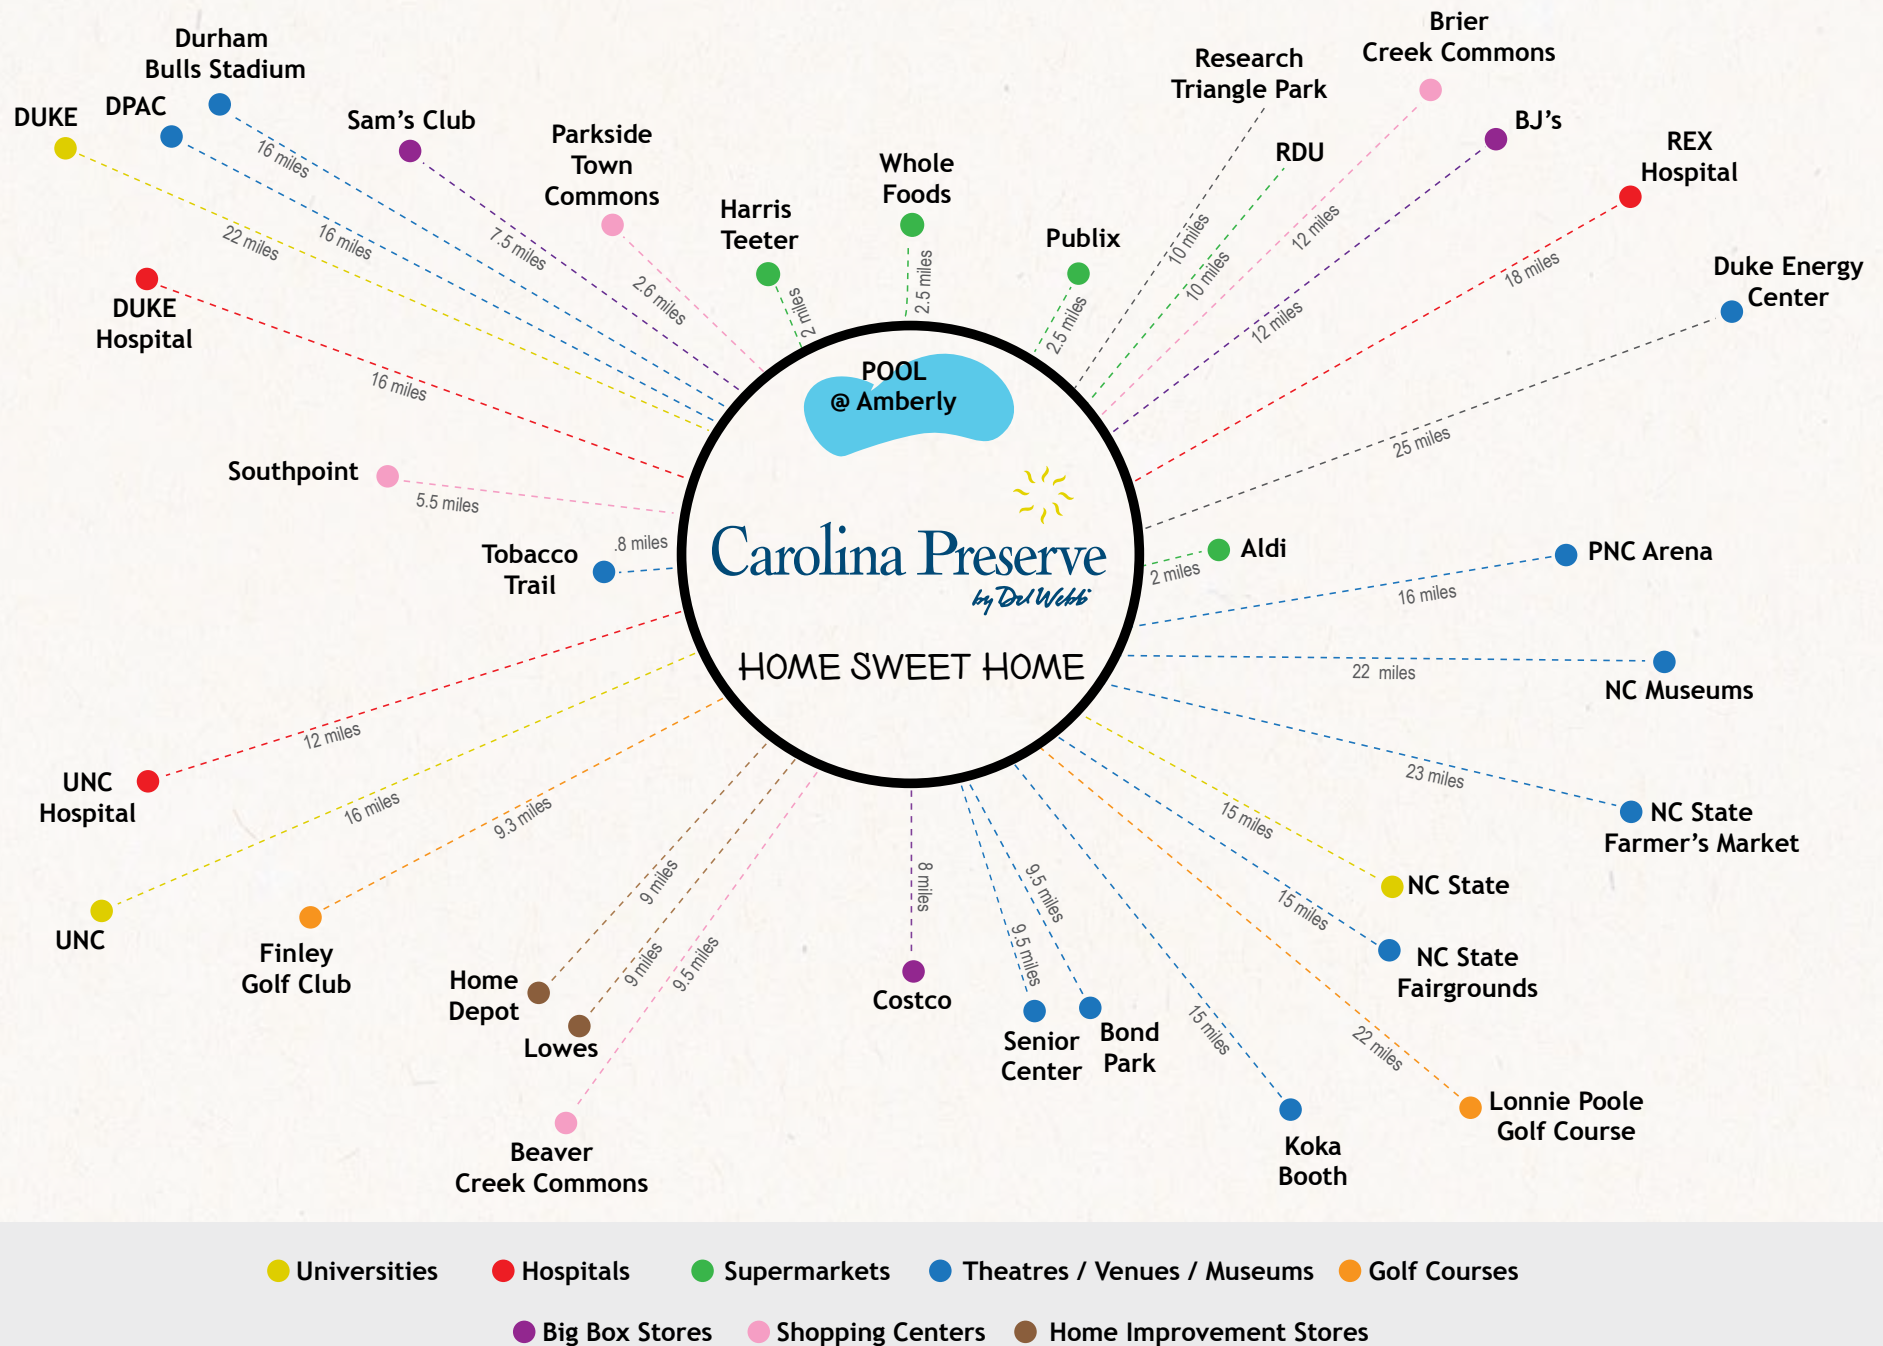 Durham
Bulls Stadium
DUKE
DPAC
16 miles
22 miles
16 miles
Sam's Club
7.5 miles
Parkside
Town
Commons
2.6 miles
Harris
Teeter
2 miles
Whole
Foods
2.5 miles
Publix
2.5 miles
Research
Triangle Park
10 miles
RDU
10 miles
Brier
Creek Commons
12 miles
BJ's
12 miles
REX
Hospital
18 miles
Duke Energy
Center
25 miles
DUKE
Hospital
16 miles
Southpoint
5.5 miles
Tobacco
Trail
.8 miles
POOL
@ Amberly
Carolina Preserve
by Del Webb
HOME SWEET HOME
Aldi
2 miles
PNC Arena
16 miles
22 miles
NC Museums
23 miles
NC State
Farmer's Market
UNC
Hospital
12 miles
UNC
16 miles
Finley
Golf Club
9.3 miles
Home
Depot
9 miles
Lowes
9 miles
Beaver
Creek Commons
9.5 miles
8 miles
Costco
9.5 miles
Senior
Center
9.5 miles
Bond
Park
15 miles
Koka
Booth
15 miles
NC State
15 miles
NC State
Fairgrounds
22 miles
Lonnie Poole
Golf Course
Universities
Hospitals
Supermarkets
Theatres / Venues / Museums
Golf Courses
Big Box Stores
Shopping Centers
Home Improvement Stores